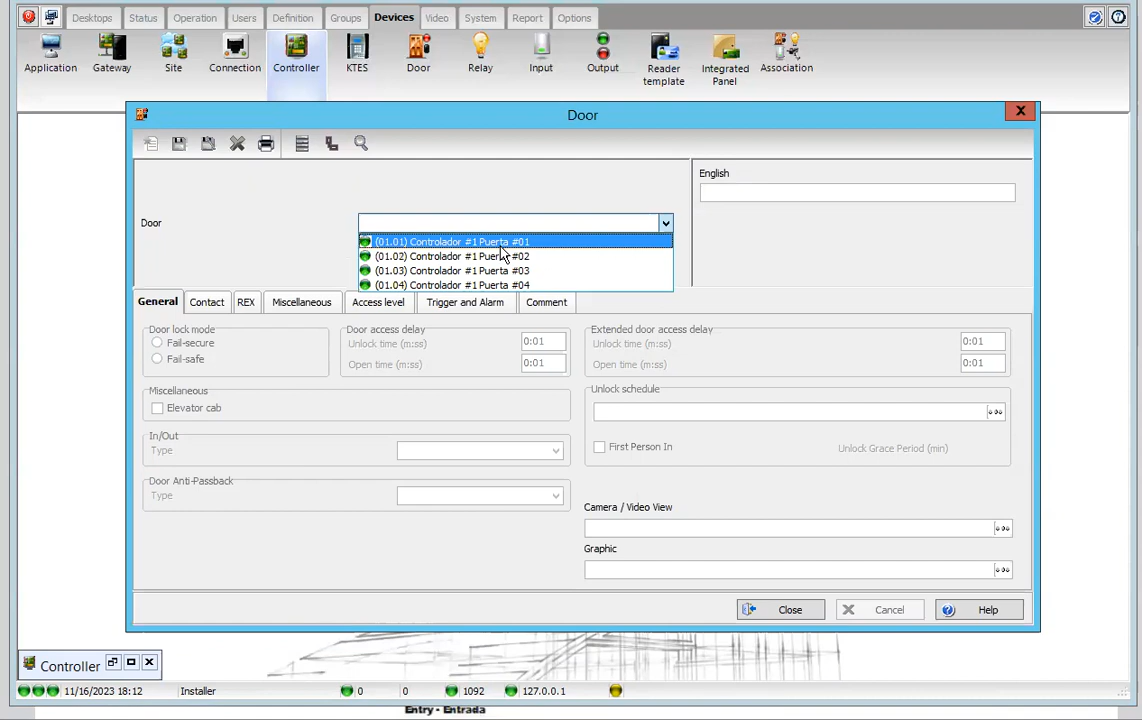 Desktops Status Operation Users Definition Groups Devices Video System Report Options
Application Gateway Site Connection Controller KTES Door Relay Input Output Reader template Integrated Panel Association
Door
English
Door
(01.01) Controlador #1 Puerta #01
(01.02) Controlador #1 Puerta #02
(01.03) Controlador #1 Puerta #03
(01.04) Controlador #1 Puerta #04
General Contact REX Miscellaneous Access level Trigger and Alarm Comment
Door lock mode
Fail-secure
Fail-safe
Door access delay
Unlock time (m:ss) 0:01
Open time (m:ss) 0:01
Extended door access delay
Unlock time (m:ss) 0:01
Open time (m:ss) 0:01
Miscellaneous
Elevator cab
Unlock schedule
First Person In Unlock Grace Period (min)
In/Out
Type
Door Anti-Passback
Type
Camera / Video View
Graphic
Close Cancel Help
Controller
11/16/2023 18:12 Installer 0 0 1092 127.0.0.1
Entry - Entrada